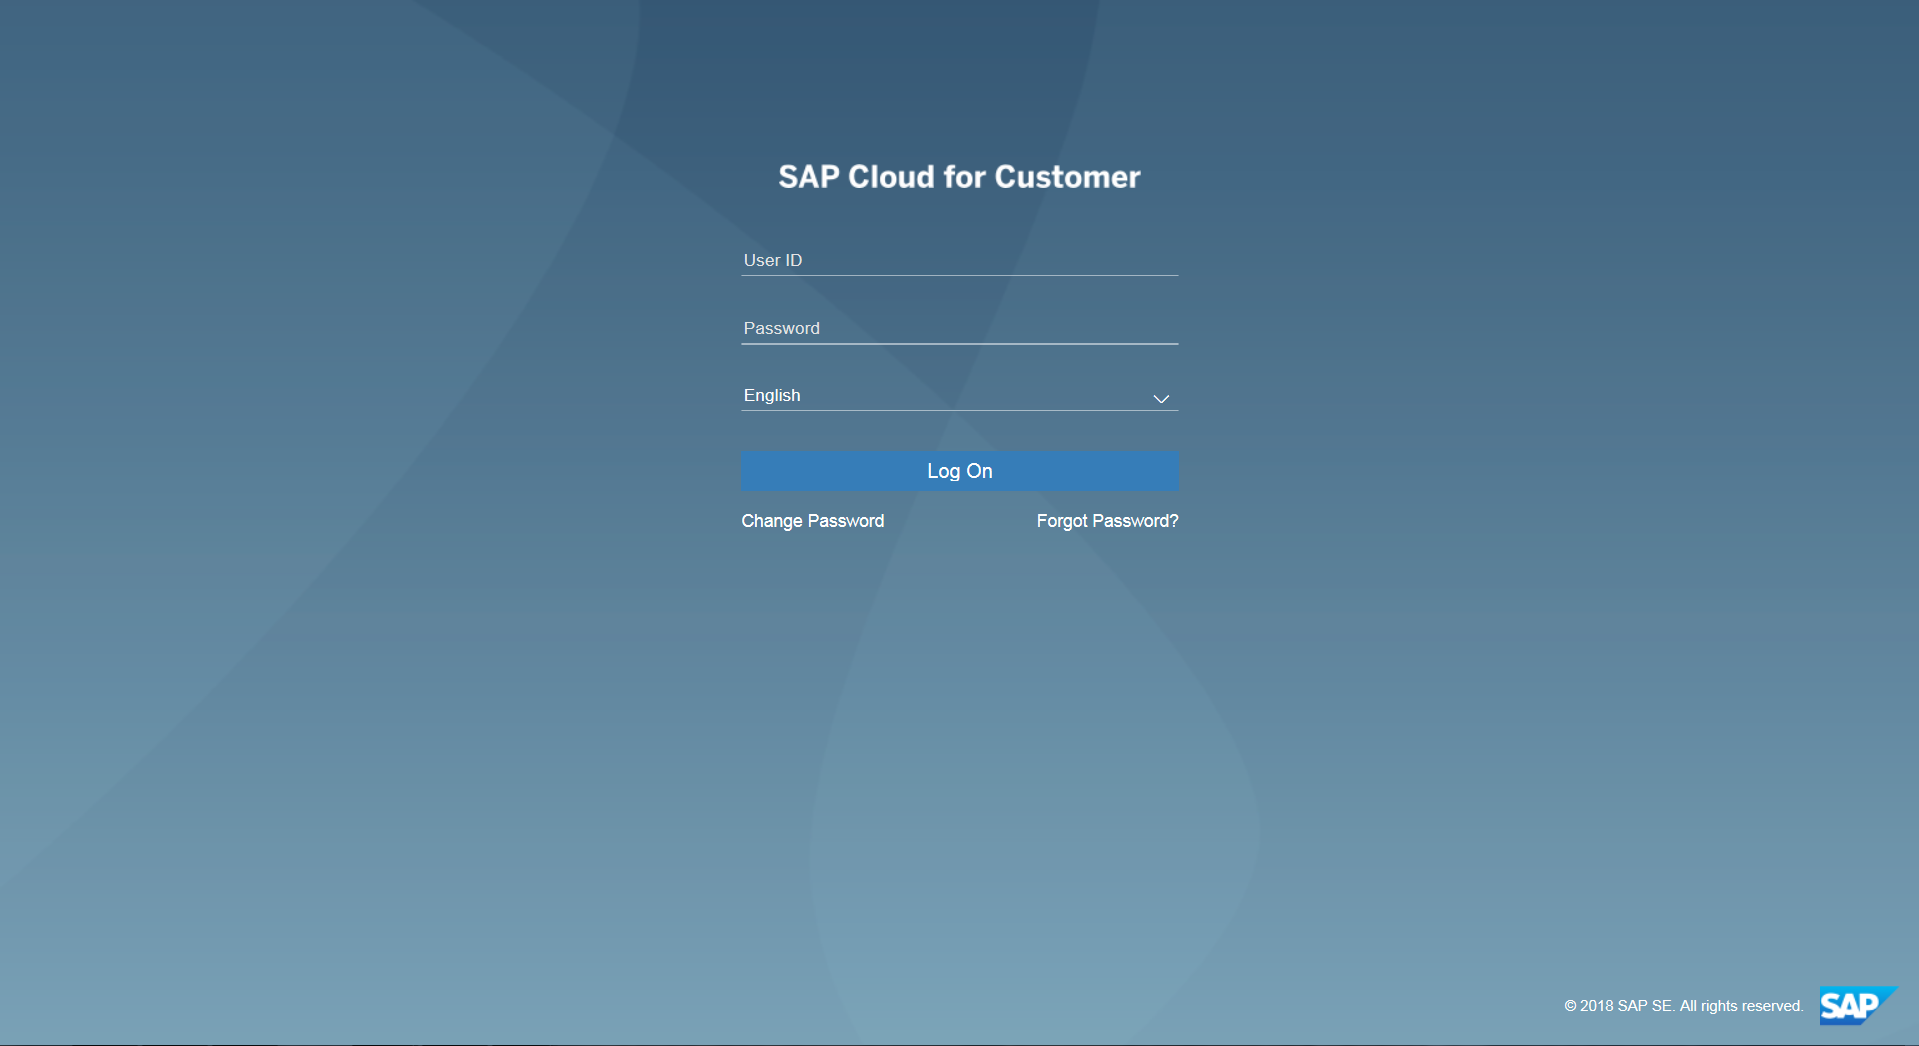 SAP Cloud for Customer
User ID
Password
English
Log On
Change Password
Forgot Password?
© 2018 SAP SE. All rights reserved.
SAP